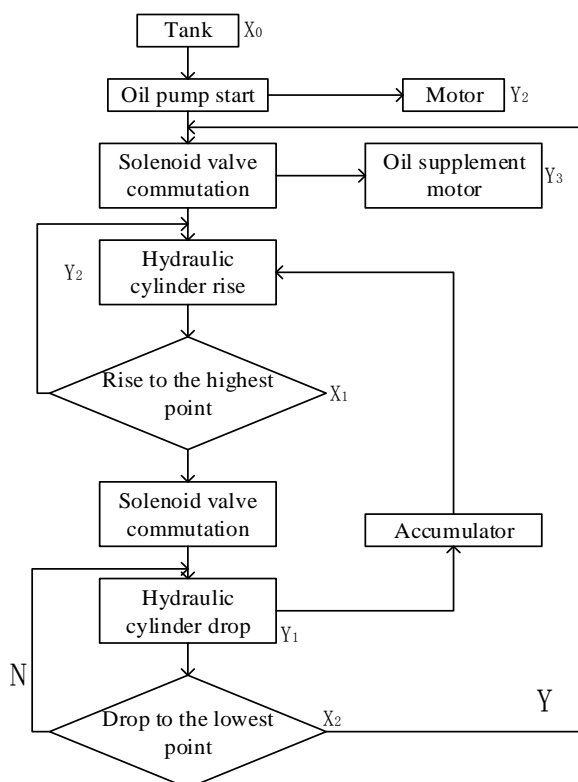 Tank
X0
Oil pump start
Motor
Y2
Solenoid valve
commutation
Oil supplement
motor
Y3
Y2
Hydraulic
cylinder rise
Rise to the highest
point
X1
Solenoid valve
commutation
Accumulator
Hydraulic
cylinder drop
Y1
N
Drop to the lowest
point
X2
Y